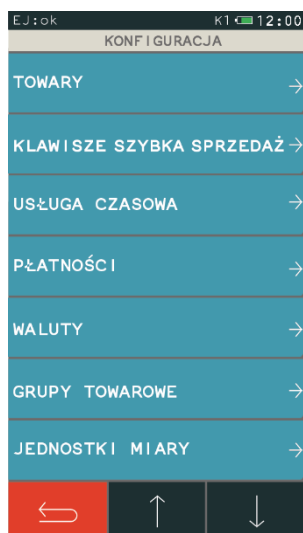 EJ:ok K1 12:00
KONFIGURACJA
TOWARY
KLAWISZE SZYBKA SPRZEDAŻ
USŁUGA CZASOWA
PŁATNOŚCI
WALUTY
GRUPY TOWAROWE
JEDNOSTKI MIARY